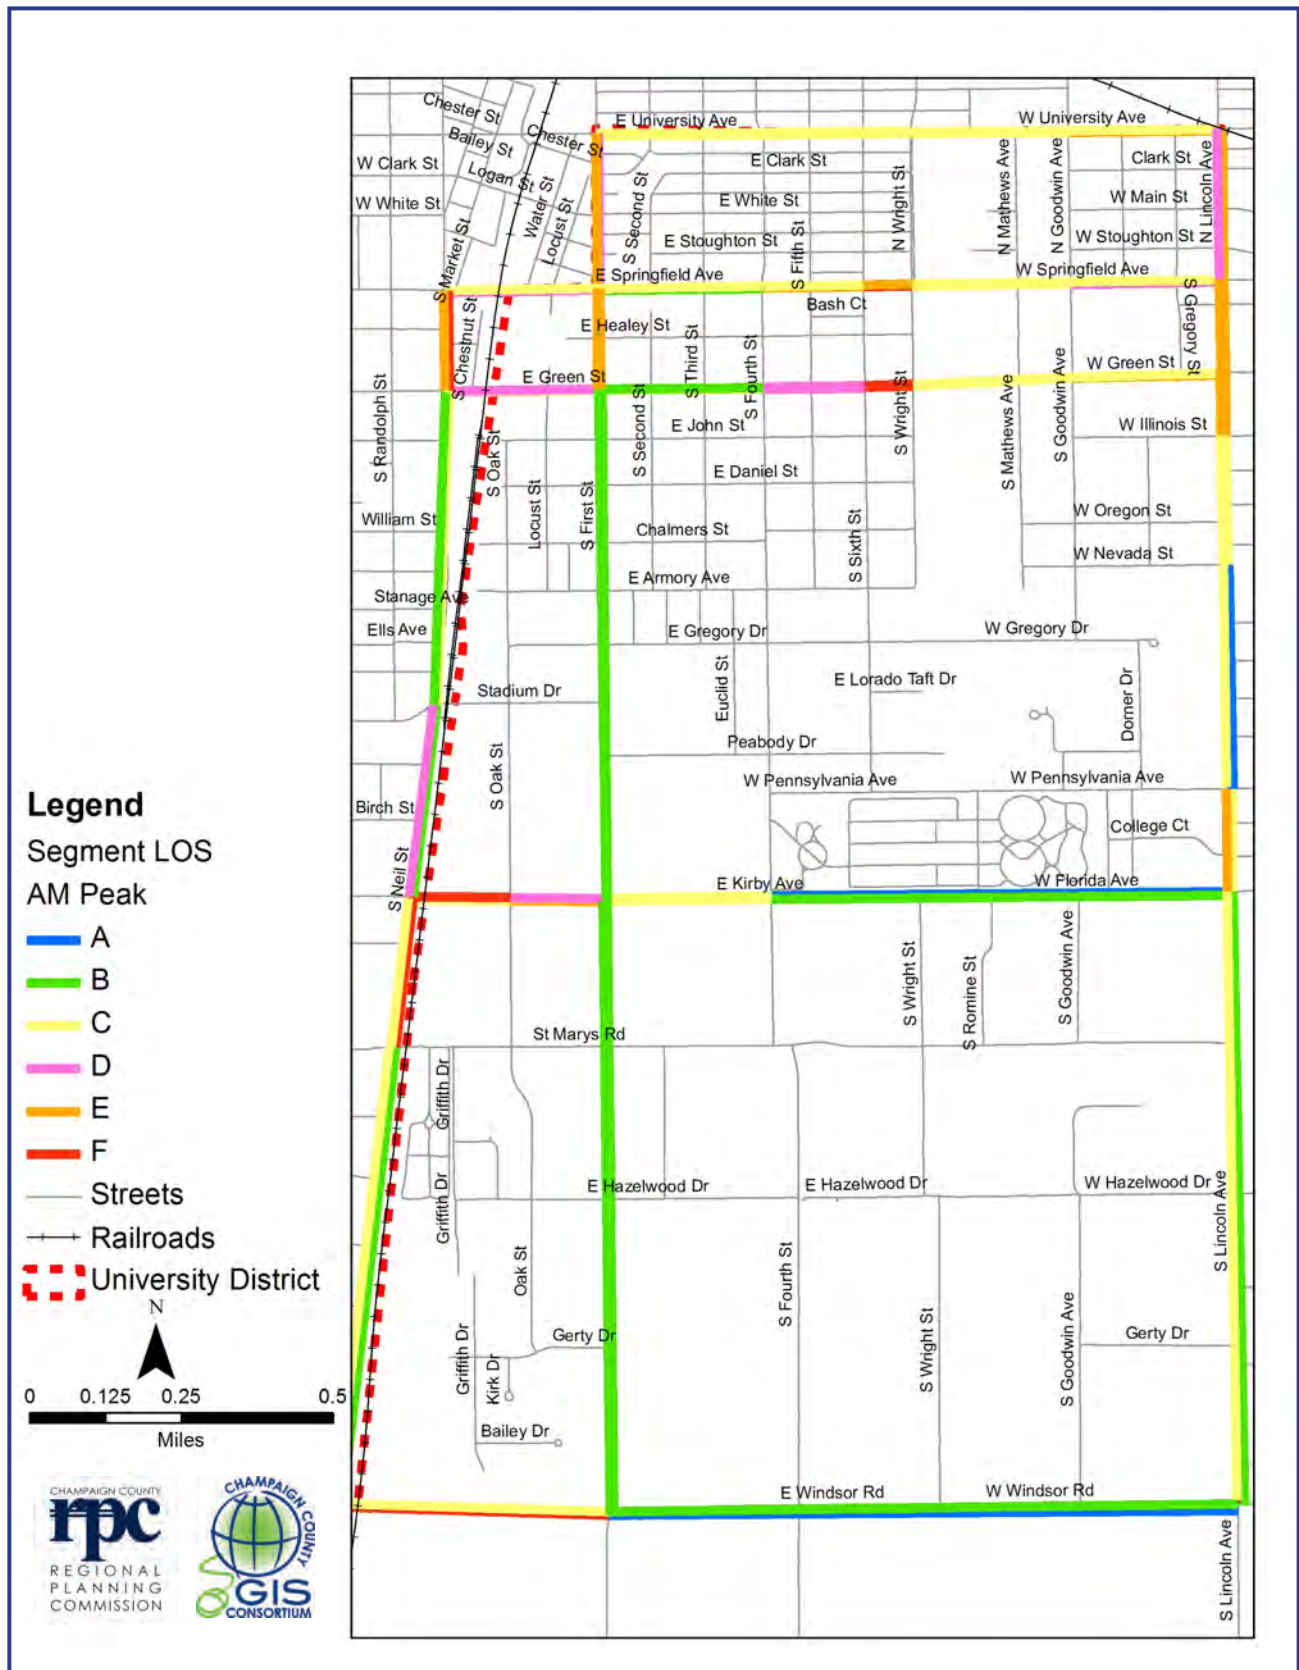 Chester St
Bailey St
Chester St
E University Ave
W University Ave
W Clark St
Logan St
E Clark St
Clark St
W White St
Water St
Locust St
S Second St
E White St
W Main St
N Wright St
N Mathews Ave
N Goodwin Ave
N Lincoln Ave
S Market St
E Stoughton St
S Fifth St
W Stoughton St
E Springfield Ave
W Springfield Ave
S Chestnut St
E Healey St
Bash Ct
S Gregory St
S Randolph St
E Green St
S Third St
S Fourth St
W Green St
S Second St
E John St
S Wright St
S Mathews Ave
S Goodwin Ave
W Illinois St
S Oak St
E Daniel St
William St
Locust St
S First St
Chalmers St
S Sixth St
W Oregon St
W Nevada St
Stanage Ave
E Armory Ave
Ells Ave
E Gregory Dr
W Gregory Dr
Stadium Dr
Euclid St
E Lorado Taft Dr
Dorner Dr
Peabody Dr
S Oak St
W Pennsylvania Ave
W Pennsylvania Ave
Birch St
College Ct
S Neil St
E Kirby Ave
W Florida Ave
S Wright St
S Romine St
S Goodwin Ave
St Marys Rd
Griffith Dr
Griffith Dr
E Hazelwood Dr
E Hazelwood Dr
W Hazelwood Dr
Oak St
S Fourth St
S Lincoln Ave
Griffith Dr
Kirk Dr
Gerty Dr
S Wright St
S Goodwin Ave
Gerty Dr
Bailey Dr
E Windsor Rd
W Windsor Rd
S Lincoln Ave
Legend
Segment LOS
AM Peak
A
B
C
D
E
F
Streets
Railroads
University District
N
0 0.125 0.25 0.5
Miles
CHAMPAIGN COUNTY
rpc
REGIONAL
PLANNING
COMMISSION
CHAMPAIGN COUNTY
GIS
CONSORTIUM